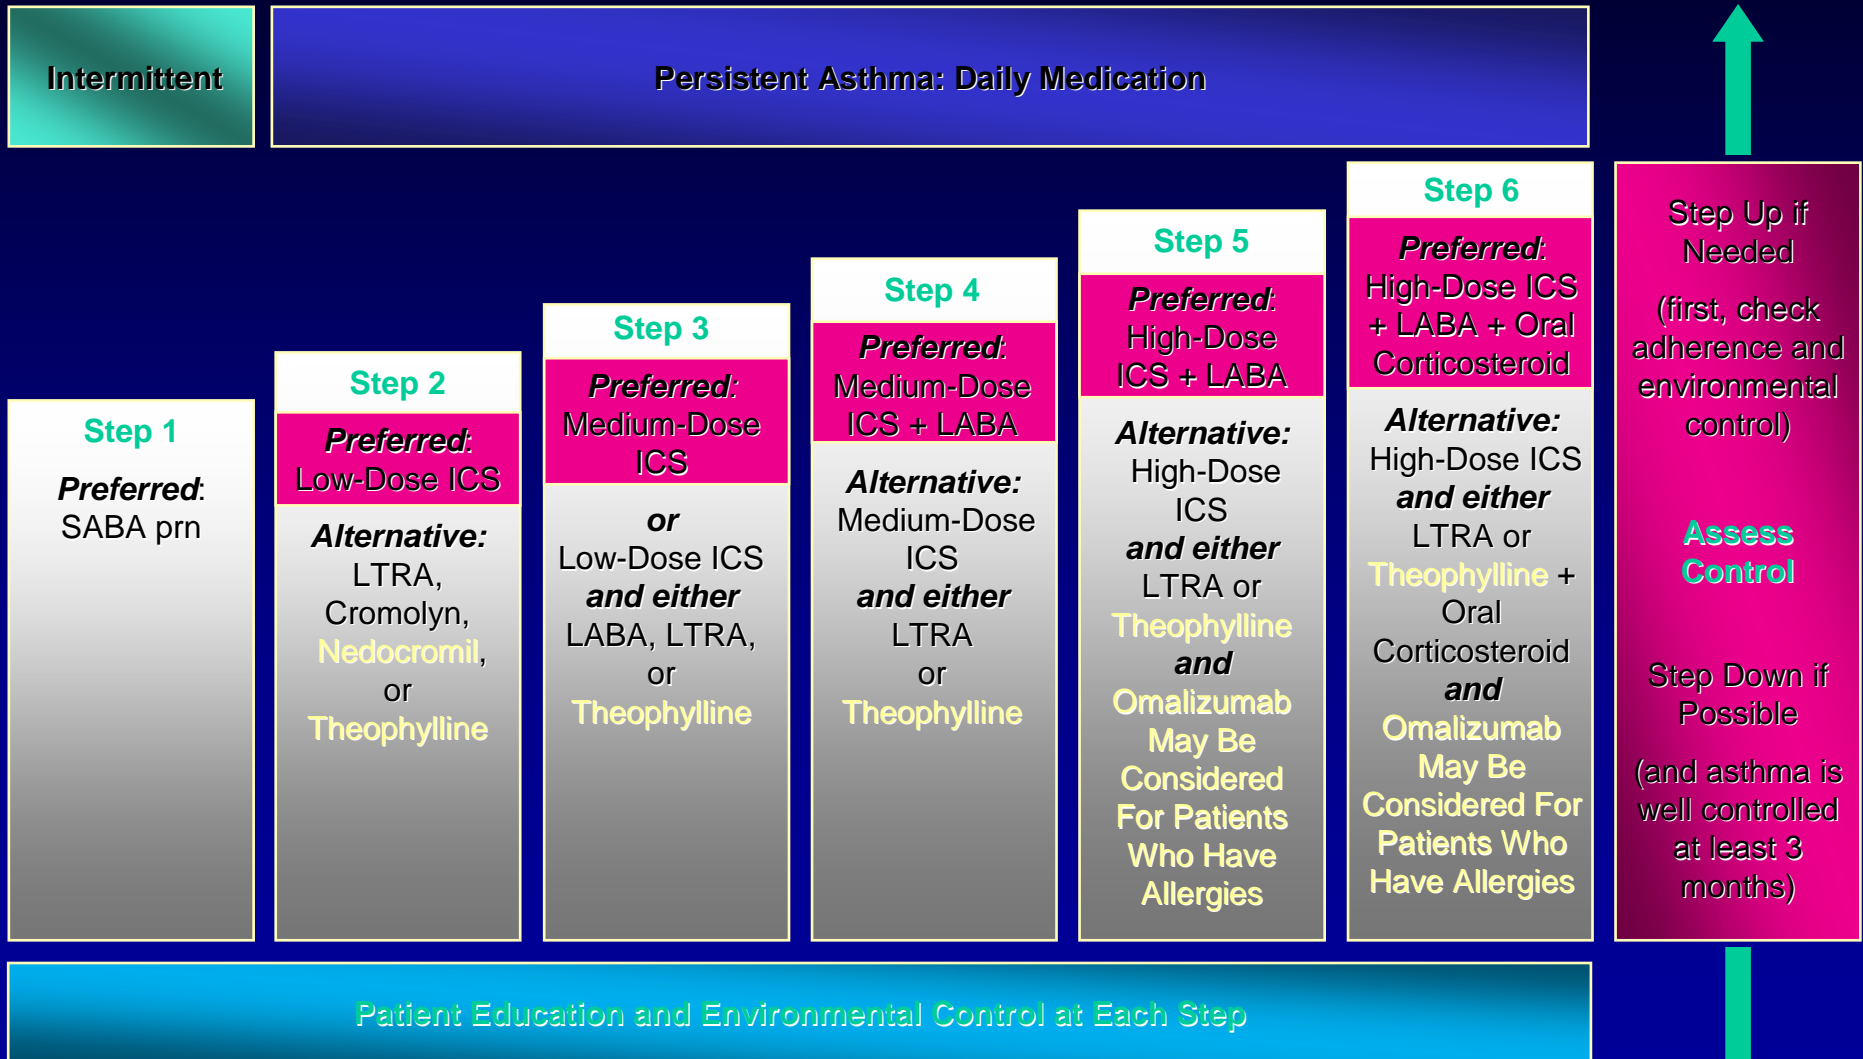 Intermittent
Persistent Asthma: Daily Medication
Step 1
Preferred:
SABA prn
Step 2
Preferred:
Low-Dose ICS
Alternative:
LTRA,
Cromolyn,
Nedocromil,
or
Theophylline
Step 3
Preferred:
Medium-Dose
ICS
or
Low-Dose ICS
and either
LABA, LTRA,
or
Theophylline
Step 4
Preferred:
Medium-Dose
ICS + LABA
Alternative:
Medium-Dose
ICS
and either
LTRA
or
Theophylline
Step 5
Preferred:
High-Dose
ICS + LABA
Alternative:
High-Dose
ICS
and either
LTRA or
Theophylline
and
Omalizumab
May Be
Considered
For Patients
Who Have
Allergies
Step 6
Preferred:
High-Dose ICS
+ LABA + Oral
Corticosteroid
Alternative:
High-Dose ICS
and either
LTRA or
Theophylline +
Oral
Corticosteroid
and
Omalizumab
May Be
Considered For
Patients Who
Have Allergies
Step Up if
Needed
(first, check
adherence and
environmental
control)
Assess
Control
Step Down if
Possible
(and asthma is
well controlled
at least 3
months)
Patient Education and Environmental Control at Each Step